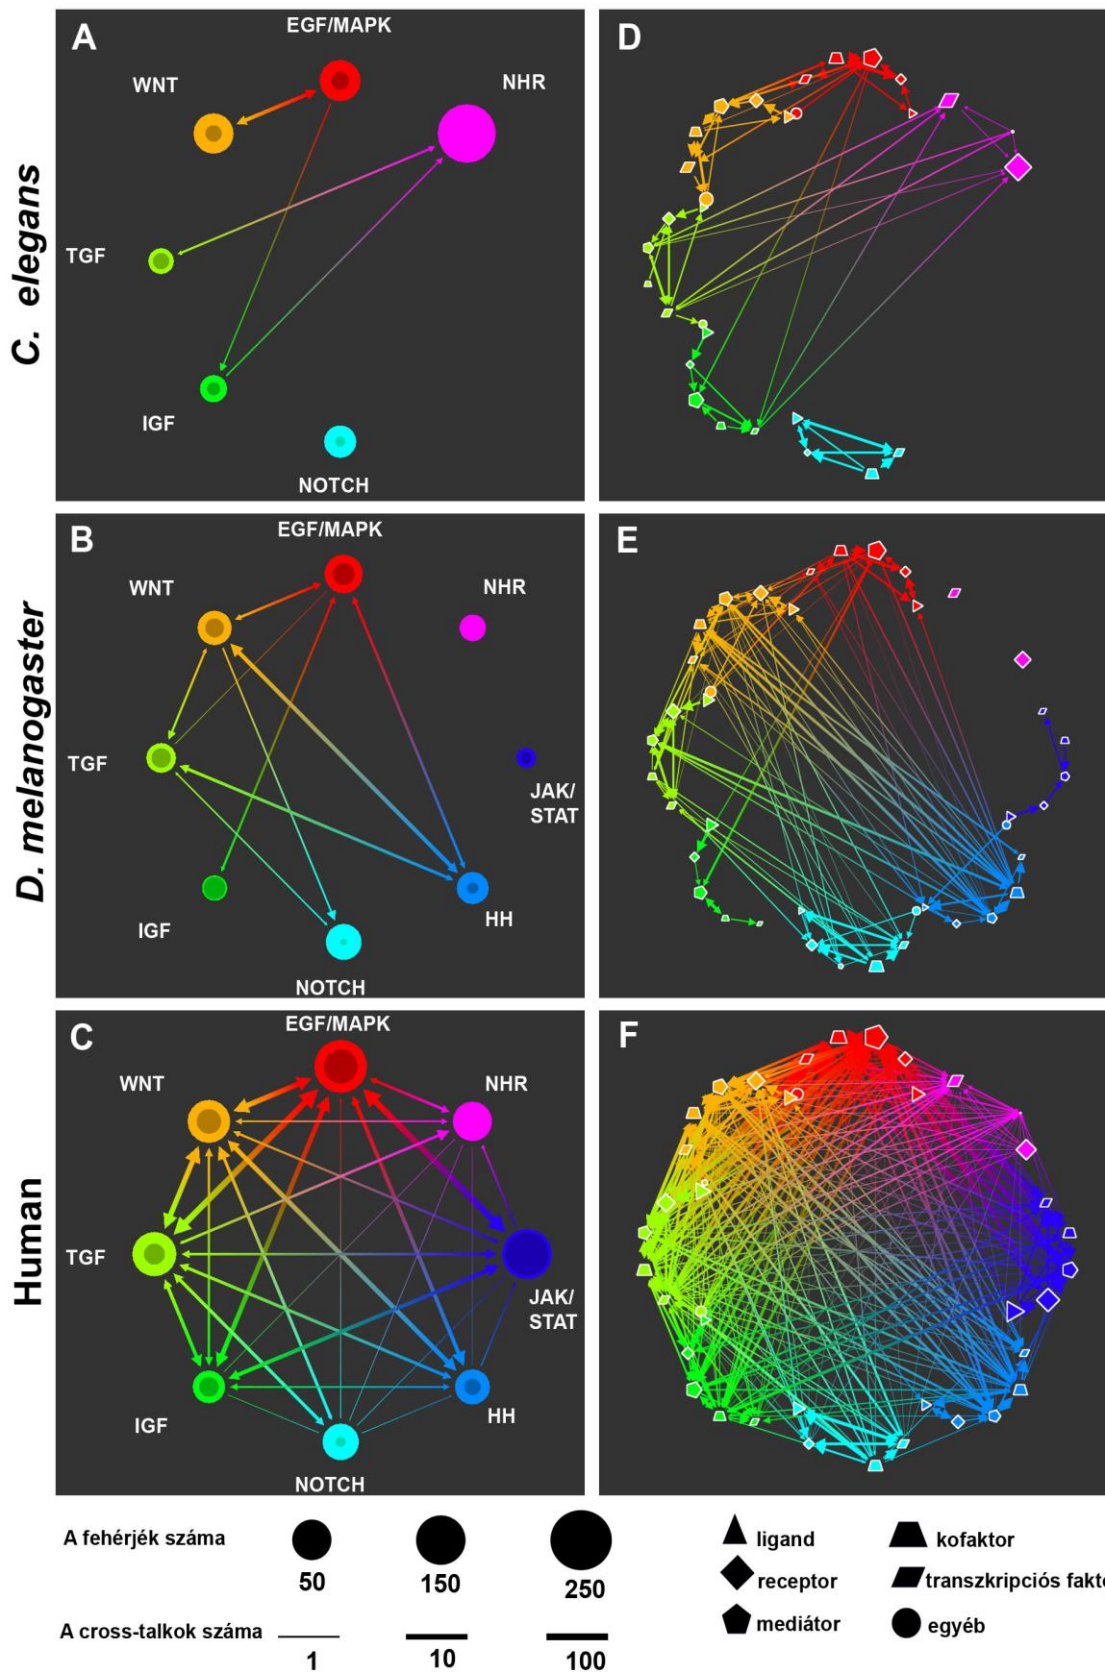 A
EGF/MAPK
WNT
NHR
TGF
IGF
NOTCH
C. elegans
D
B
EGF/MAPK
WNT
NHR
TGF
JAK/
STAT
IGF
HH
NOTCH
D. melanogaster
E
C
EGF/MAPK
WNT
NHR
TGF
JAK/
STAT
IGF
HH
NOTCH
Human
F
A fehérjék száma
50 150 250
A cross-talkok száma
1 10 100
ligand
kofaktor
receptor
transzkripciós fakto
mediátor
egyéb